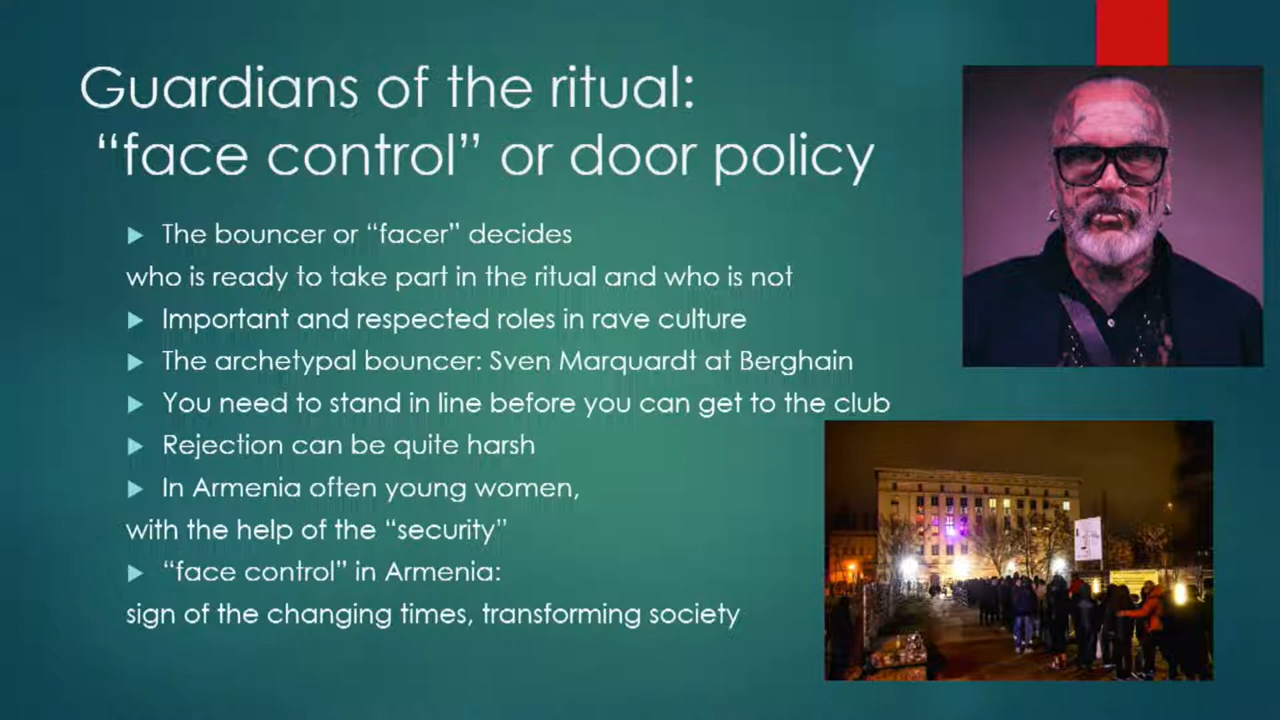 Guardians of the ritual:
“face control” or door policy
The bouncer or “facer” decides
who is ready to take part in the ritual and who is not
Important and respected roles in rave culture
The archetypal bouncer: Sven Marquardt at Berghain
You need to stand in line before you can get to the club
Rejection can be quite harsh
In Armenia often young women,
with the help of the “security”
“face control” in Armenia:
sign of the changing times, transforming society